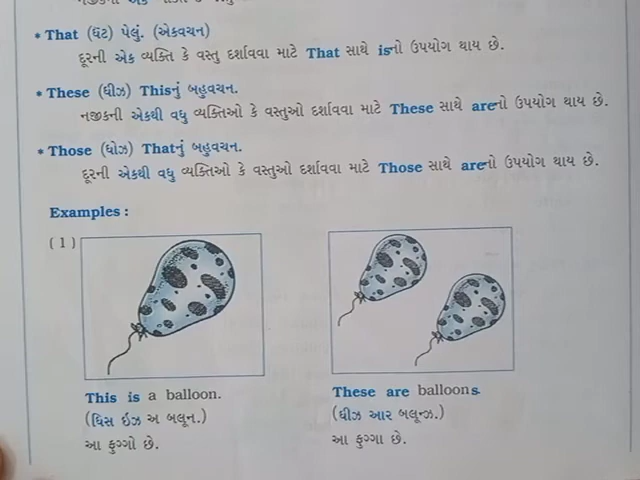 * That (ધૅટ) પેલું. (એકવચન)
દૂરની એક વ્યક્તિ કે વસ્તુ દર્શાવવા માટે That સાથે isનો ઉપયોગ થાય છે.
* These (ધીઝ) Thisનું બહુવચન.
નજીકની એકથી વધુ વ્યક્તિઓ કે વસ્તુઓ દર્શાવવા માટે These સાથે areનો ઉપયોગ થાય છે.
* Those (ધોઝ) Thatનું બહુવચન.
દૂરની એકથી વધુ વ્યક્તિઓ કે વસ્તુઓ દર્શાવવા માટે Those સાથે areનો ઉપયોગ થાય છે.
Examples :
( 1 )
This is a balloon.
(ધિસ ઇઝ અ બલૂન.)
આ ફુગ્ગો છે.
These are balloons.
(ધીઝ આર બલૂન્ઝ.)
આ ફુગ્ગા છે.